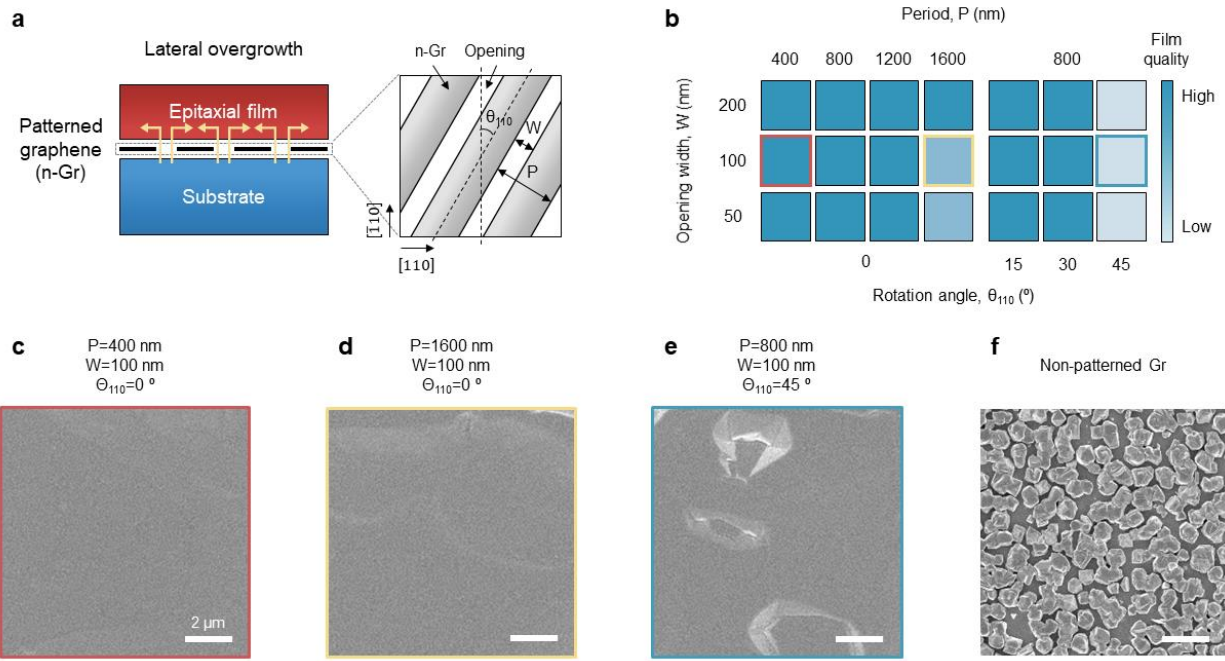 a
Lateral overgrowth
Epitaxial film
Patterned
graphene
(n-Gr)
Substrate
n-Gr
Opening
θ110
W
P
[1̄10]
[110]
b
Period, P (nm)
400 800 1200 1600 800
Film
quality
High
Low
Opening width, W (nm)
200
100
50
0 15 30 45
Rotation angle, θ110 (º)
c
P=400 nm
W=100 nm
Θ110=0 º
2 µm
d
P=1600 nm
W=100 nm
Θ110=0 º
e
P=800 nm
W=100 nm
Θ110=45 º
f
Non-patterned Gr